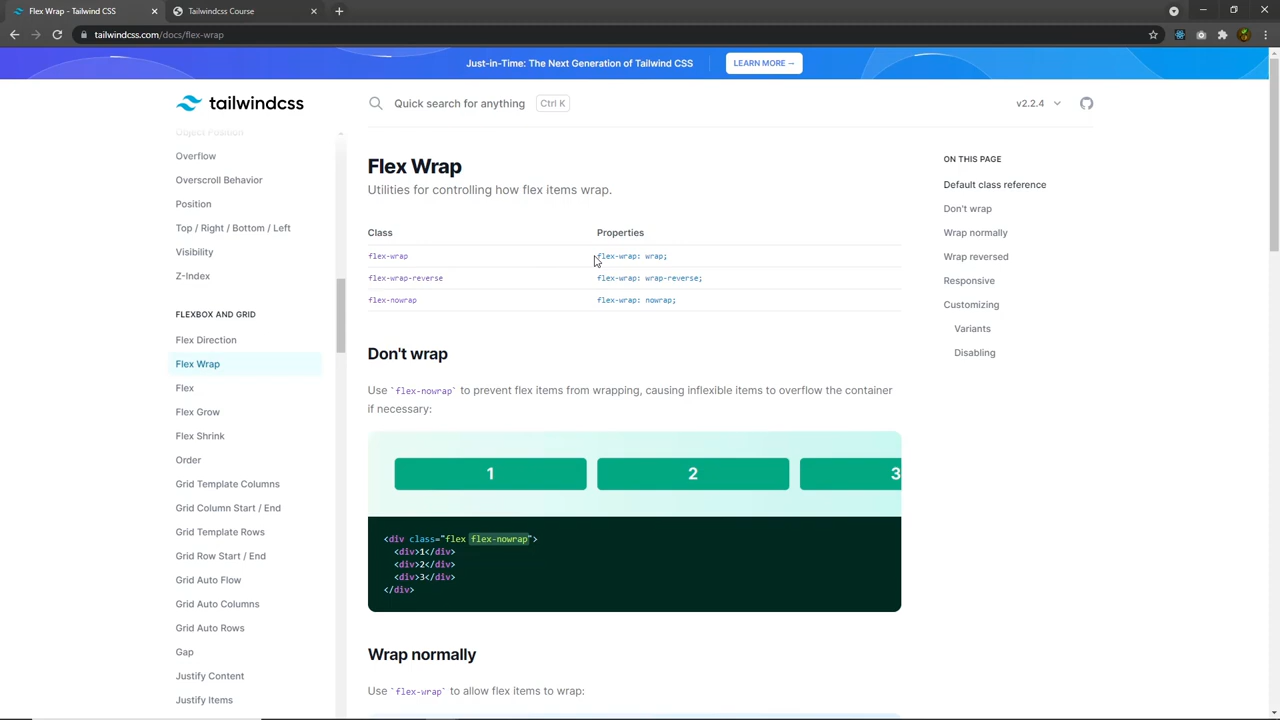 Flex Wrap - Tailwind CSS
Tailwind CSS
tailwindcss.com/docs/flex-wrap
Just-in-Time: The Next Generation of Tailwind CSS
LEARN MORE →
tailwindcss
Quick search for anything
Ctrl K
v2.2.4
Object Position
Overflow
Overscroll Behavior
Position
Top / Right / Bottom / Left
Visibility
Z-Index
FLEXBOX AND GRID
Flex Direction
Flex Wrap
Flex
Flex Grow
Flex Shrink
Order
Grid Template Columns
Grid Column Start / End
Grid Template Rows
Grid Row Start / End
Grid Auto Flow
Grid Auto Columns
Grid Auto Rows
Gap
Justify Content
Justify Items
Flex Wrap
Utilities for controlling how flex items wrap.
Class Properties
flex-wrap flex-wrap: wrap;
flex-wrap-reverse flex-wrap: wrap-reverse;
flex-nowrap flex-wrap: nowrap;
Don't wrap
Use `flex-nowrap` to prevent flex items from wrapping, causing inflexible items to overflow the container
if necessary:
1 2 3
<div class="flex flex-nowrap">
<div>1</div>
<div>2</div>
<div>3</div>
</div>
Wrap normally
Use `flex-wrap` to allow flex items to wrap:
ON THIS PAGE
Default class reference
Don't wrap
Wrap normally
Wrap reversed
Responsive
Customizing
Variants
Disabling